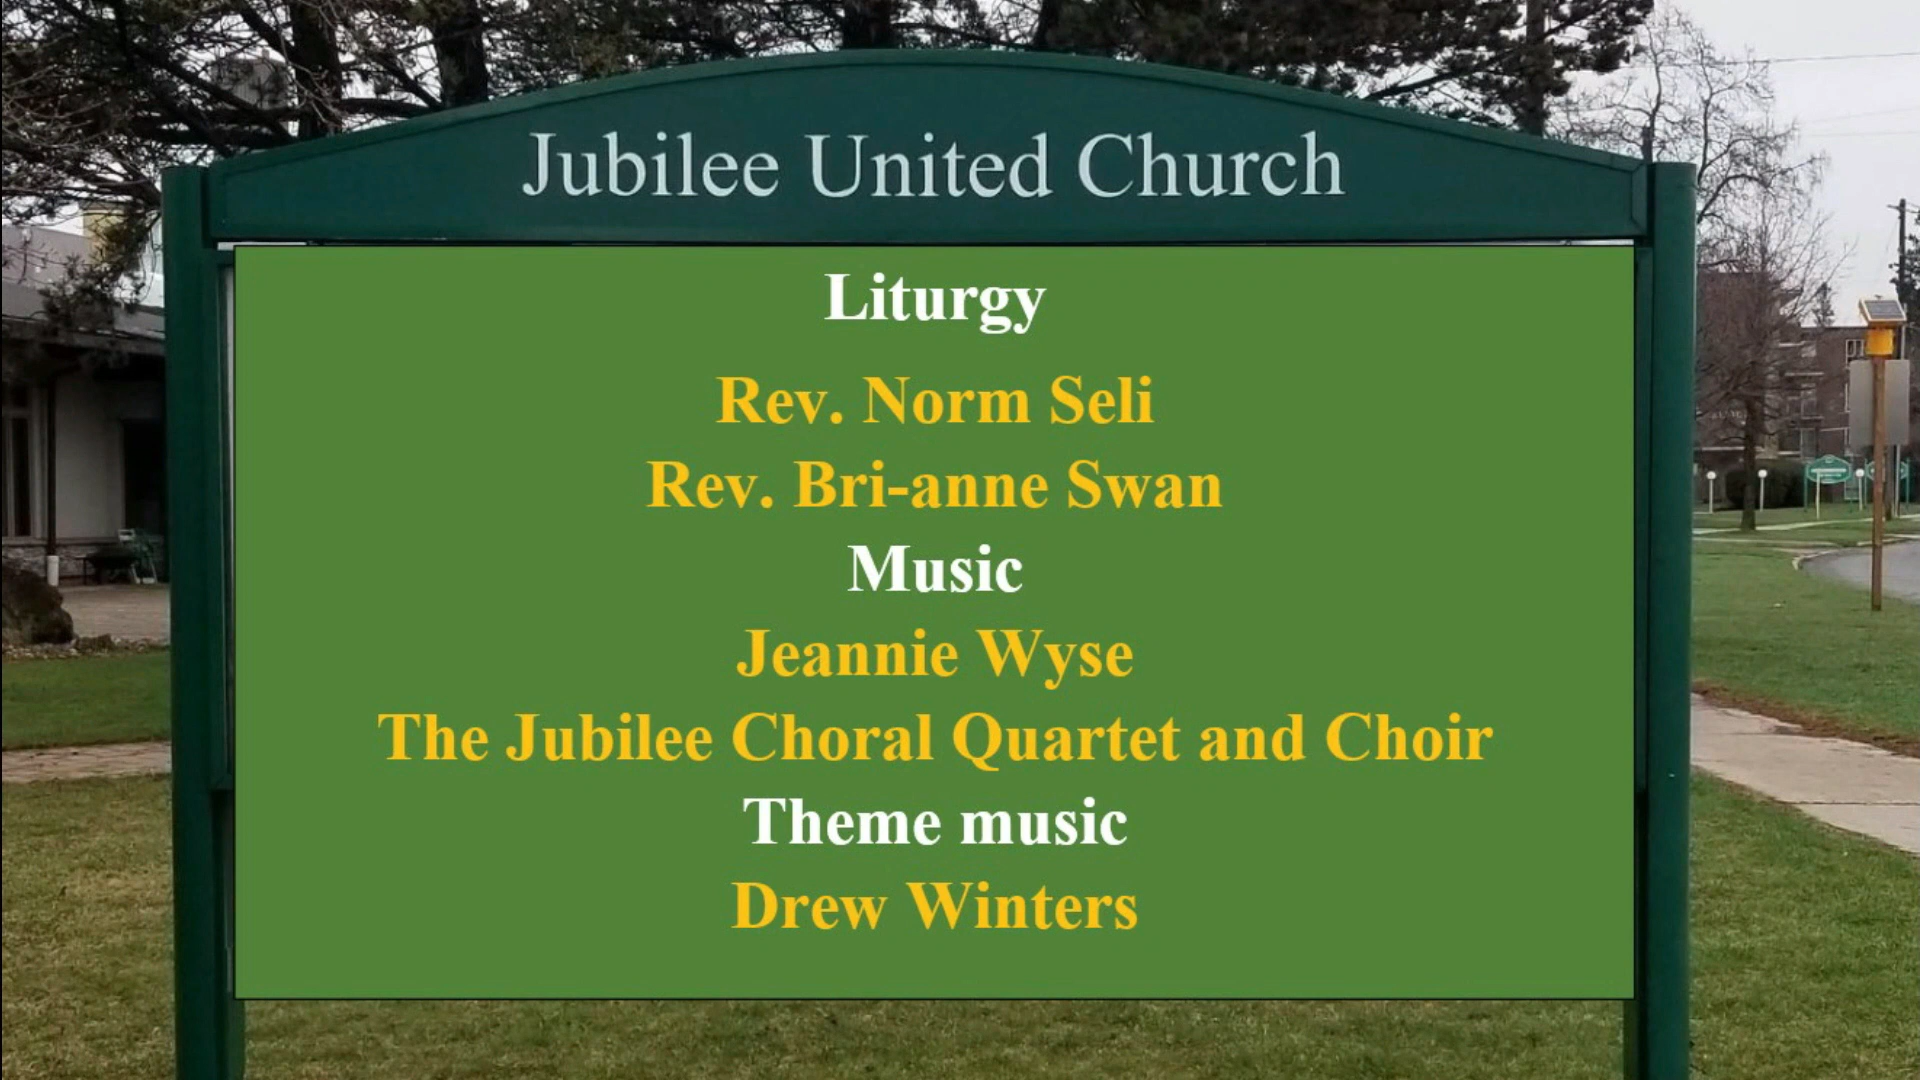 Jubilee United Church
Liturgy
Rev. Norm Seli
Rev. Bri-anne Swan
Music
Jeannie Wyse
The Jubilee Choral Quartet and Choir
Theme music
Drew Winters